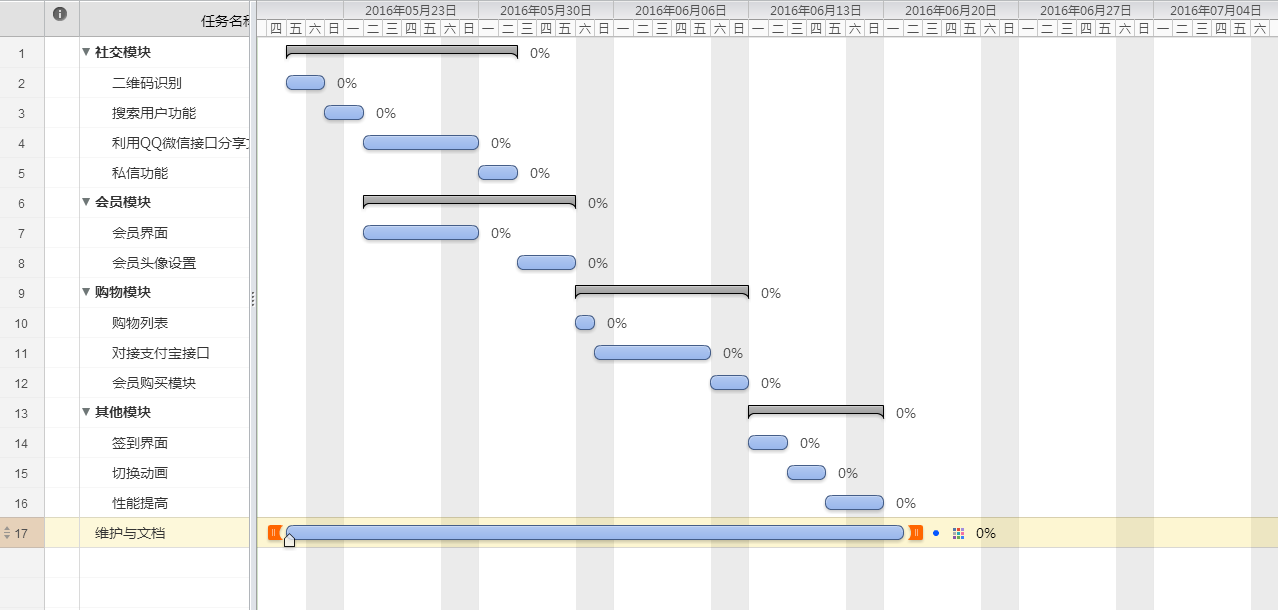 任务名称
2016年05月23日 2016年05月30日 2016年06月06日 2016年06月13日 2016年06月20日 2016年06月27日 2016年07月04日
四 五 六 日 一 二 三 四 五 六 日 一 二 三 四 五 六 日 一 二 三 四 五 六 日 一 二 三 四 五 六 日 一 二 三 四 五 六 日 一 二 三 四 五 六 日 一 二 三 四 五 六
1 社交模块 0%
2 二维码识别 0%
3 搜索用户功能 0%
4 利用QQ微信接口分享 0%
5 私信功能 0%
6 会员模块 0%
7 会员界面 0%
8 会员头像设置 0%
9 购物模块 0%
10 购物列表 0%
11 对接支付宝接口 0%
12 会员购买模块 0%
13 其他模块 0%
14 签到界面 0%
15 切换动画 0%
16 性能提高 0%
17 维护与文档 0%